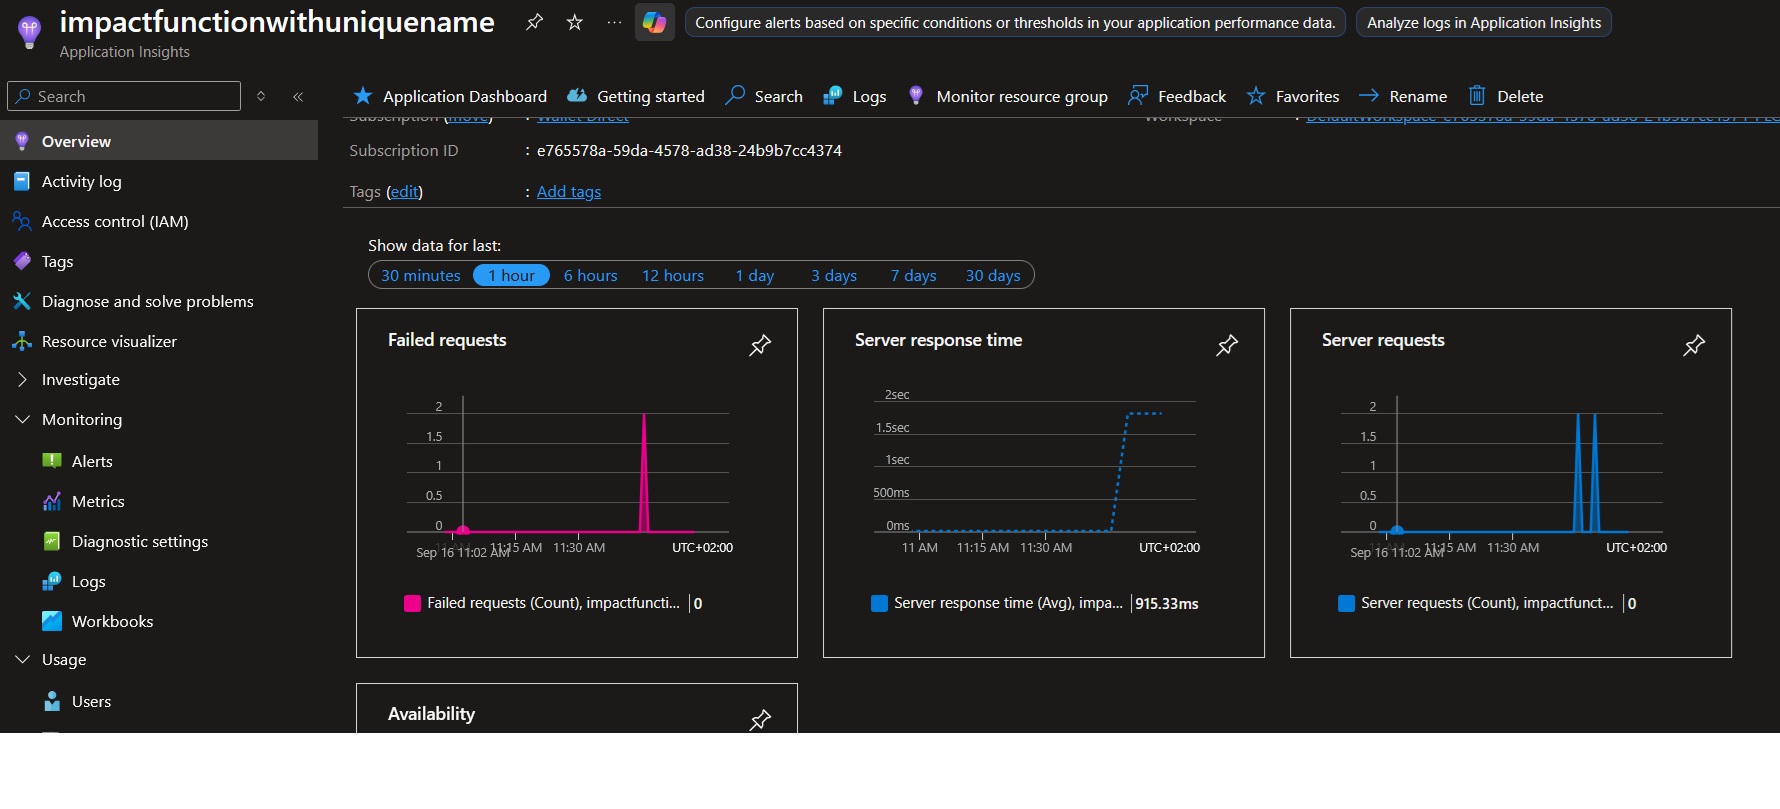 impactfunctionwithuniquename
Configure alerts based on specific conditions or thresholds in your application performance data.
Analyze logs in Application Insights
Application Insights
Search
Application Dashboard
Getting started
Search
Logs
Monitor resource group
Feedback
Favorites
Rename
Delete
Overview
Activity log
Access control (IAM)
Tags
Diagnose and solve problems
Resource visualizer
Investigate
Monitoring
Alerts
Metrics
Diagnostic settings
Logs
Workbooks
Usage
Users
Subscription (move) : Wallet Direct
Workspace :
Subscription ID : e765578a-59da-4578-ad38-24b9b7cc4374
Tags (edit) : Add tags
Show data for last:
30 minutes 1 hour 6 hours 12 hours 1 day 3 days 7 days 30 days
Failed requests
2
1.5
1
0.5
0
Sep 16 11:02 AM 11:15 AM 11:30 AM UTC+02:00
Failed requests (Count), impactfuncti... 0
Server response time
2sec
1.5sec
1sec
500ms
0ms
11 AM 11:15 AM 11:30 AM UTC+02:00
Server response time (Avg), impa... 915.33ms
Server requests
2
1.5
1
0.5
0
Sep 16 11:02 AM 11:15 AM 11:30 AM UTC+02:00
Server requests (Count), impactfunct... 0
Availability